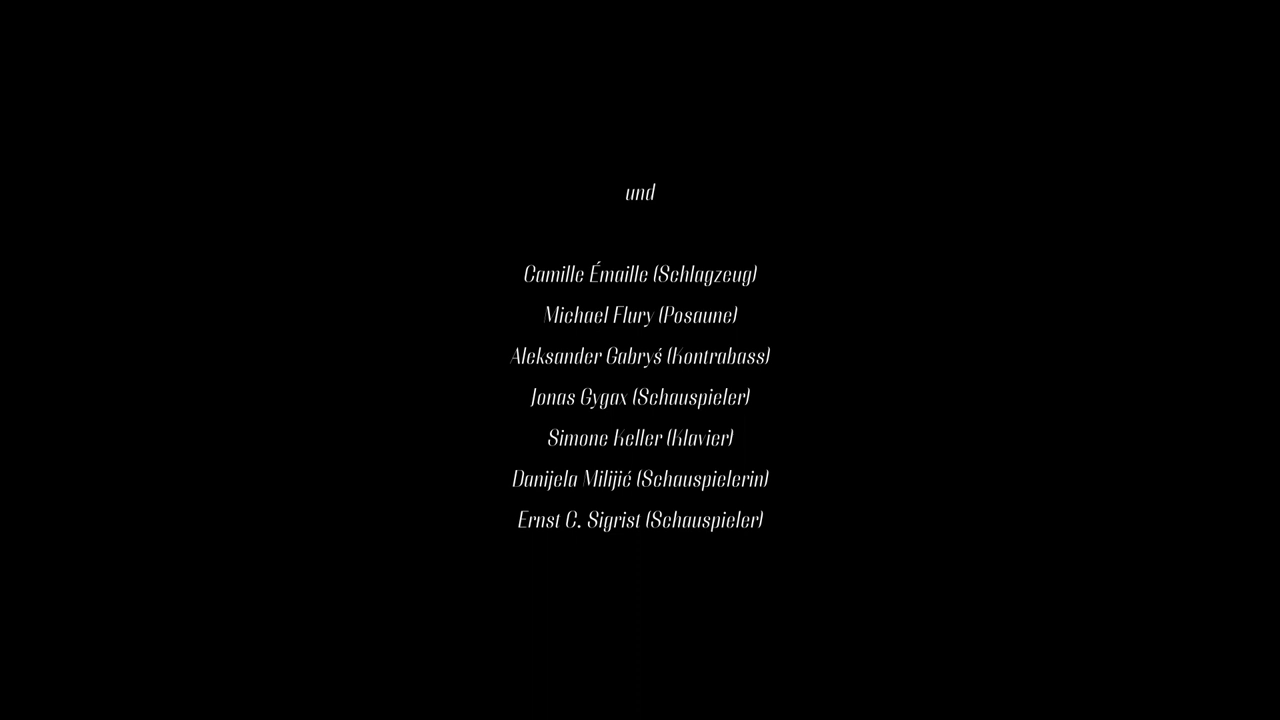 und
Camille Émaille (Schlagzeug)
Michael Flury (Posaune)
Aleksander Gabryś (Kontrabass)
Jonas Gygax (Schauspieler)
Simone Keller (Klavier)
Danijela Milijić (Schauspielerin)
Ernst C. Sigrist (Schauspieler)